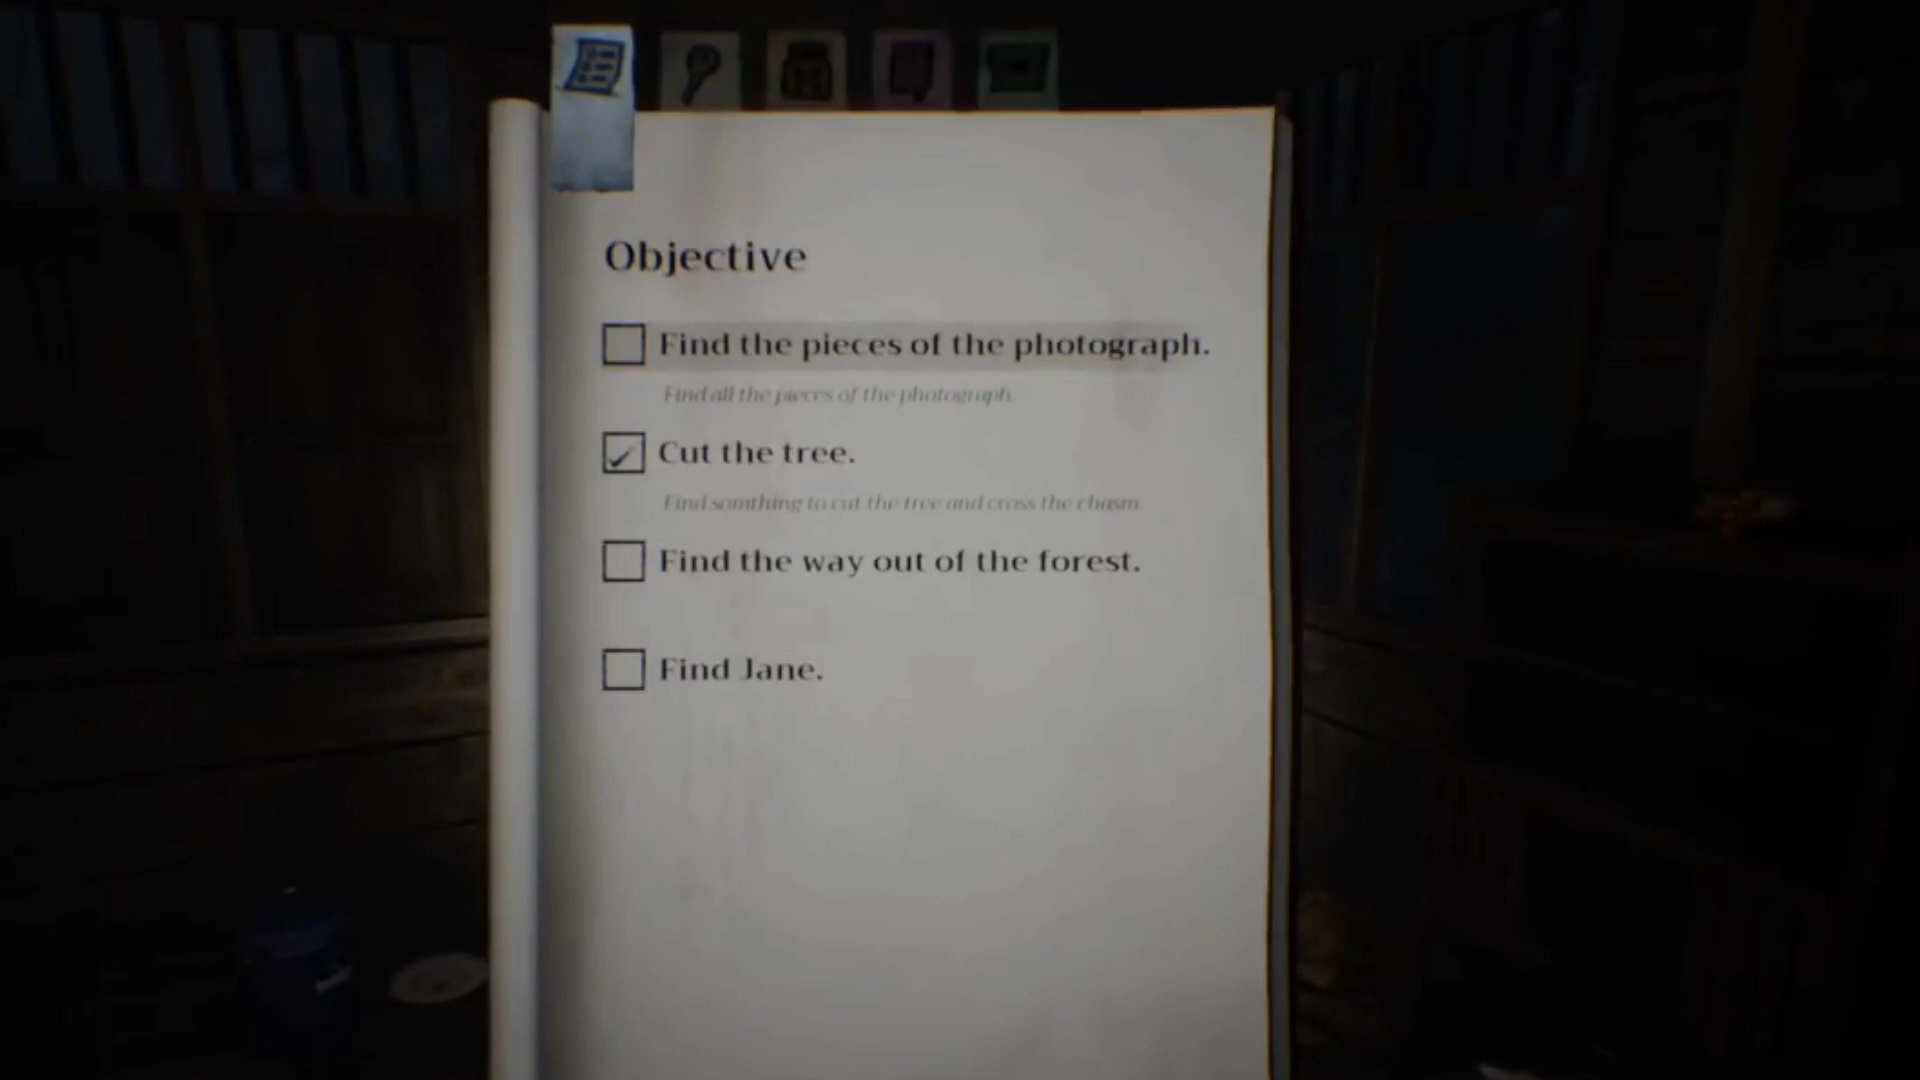 Objective
Find the pieces of the photograph.
Find all the pieces of the photograph
Cut the tree.
Find somthing to cut the tree and cross the chasm
Find the way out of the forest.
Find Jane.